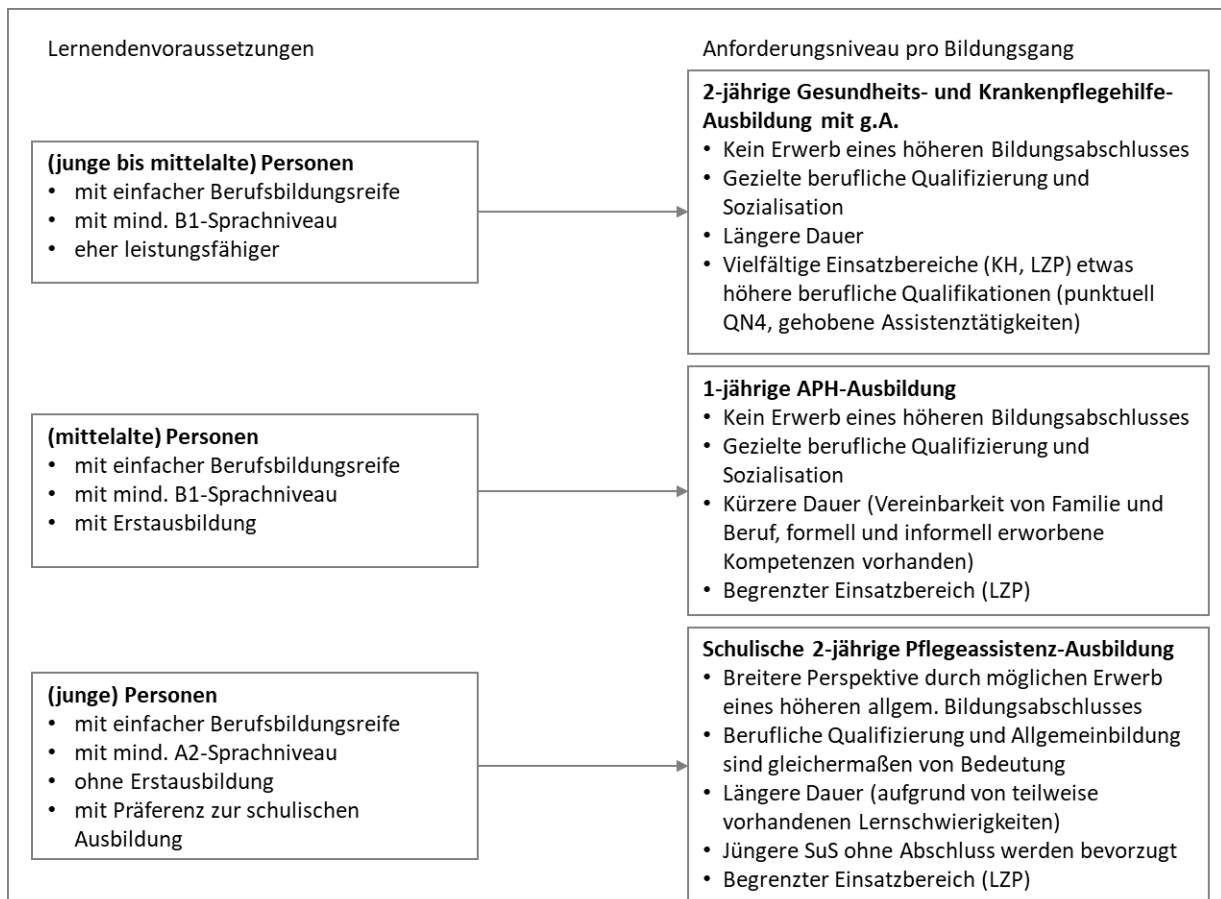 Lernendenvoraussetzungen
Anforderungsniveau pro Bildungsgang
(junge bis mittelalte) Personen
• mit einfacher Berufsbildungsreife
• mit mind. B1-Sprachniveau
• eher leistungsfähiger
2-jährige Gesundheits- und Krankenpflegehilfe-
Ausbildung mit g.A.
• Kein Erwerb eines höheren Bildungsabschlusses
• Gezielte berufliche Qualifizierung und
Sozialisation
• Längere Dauer
• Vielfältige Einsatzbereiche (KH, LZP) etwas
höhere berufliche Qualifikationen (punktuell
QN4, gehobene Assistenztätigkeiten)
(mittelalte) Personen
• mit einfacher Berufsbildungsreife
• mit mind. B1-Sprachniveau
• mit Erstausbildung
1-jährige APH-Ausbildung
• Kein Erwerb eines höheren Bildungsabschlusses
• Gezielte berufliche Qualifizierung und
Sozialisation
• Kürzere Dauer (Vereinbarkeit von Familie und
Beruf, formell und informell erworbene
Kompetenzen vorhanden)
• Begrenzter Einsatzbereich (LZP)
(junge) Personen
• mit einfacher Berufsbildungsreife
• mit mind. A2-Sprachniveau
• ohne Erstausbildung
• mit Präferenz zur schulischen
Ausbildung
Schulische 2-jährige Pflegeassistenz-Ausbildung
• Breitere Perspektive durch möglichen Erwerb
eines höheren allgem. Bildungsabschlusses
• Berufliche Qualifizierung und Allgemeinbildung
sind gleichermaßen von Bedeutung
• Längere Dauer (aufgrund von teilweise
vorhandenen Lernschwierigkeiten)
• Jüngere SuS ohne Abschluss werden bevorzugt
• Begrenzter Einsatzbereich (LZP)